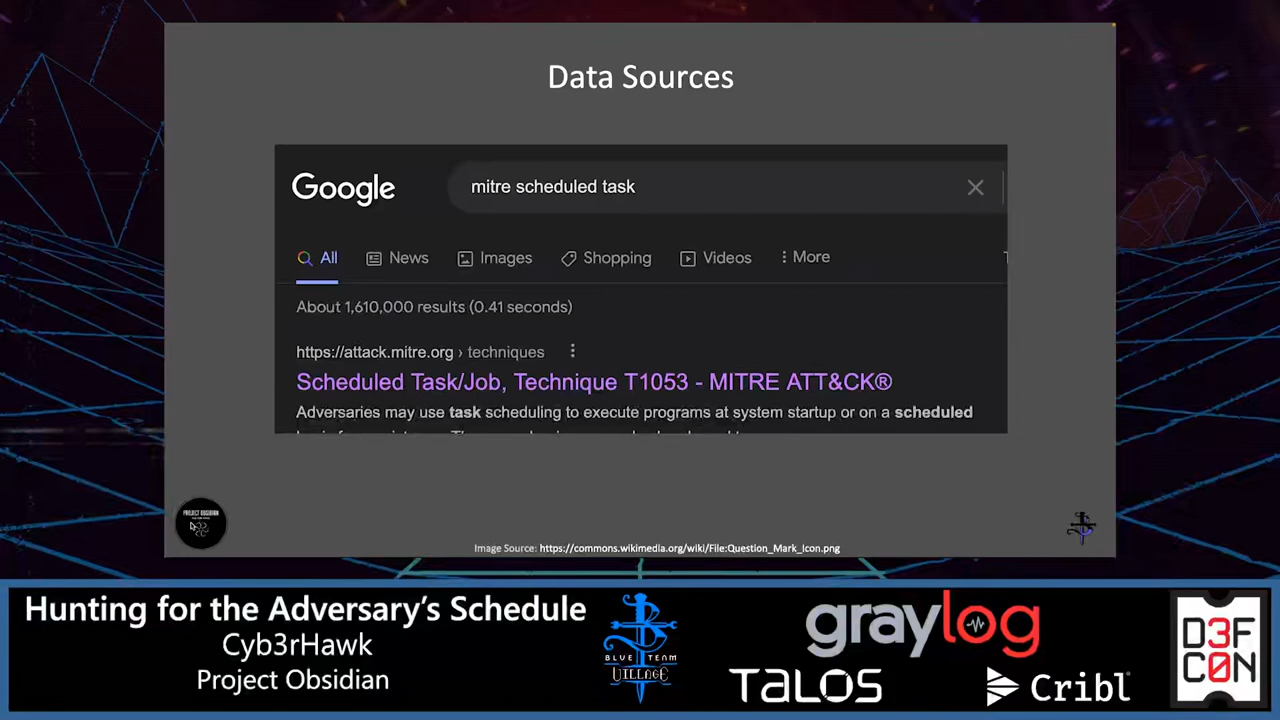 Data Sources
Google
mitre scheduled task
All News Images Shopping Videos More
About 1,610,000 results (0.41 seconds)
https://attack.mitre.org › techniques
Scheduled Task/Job, Technique T1053 - MITRE ATT&CK®
Adversaries may use task scheduling to execute programs at system startup or on a scheduled
PROJECT OBSIDIAN
Image Source: https://commons.wikimedia.org/wiki/File:Question_Mark_Icon.png
Hunting for the Adversary's Schedule
Cyb3rHawk
Project Obsidian
BLUE TEAM
VILLAGE
graylog
TALOS
Cribl
D3F
C0N